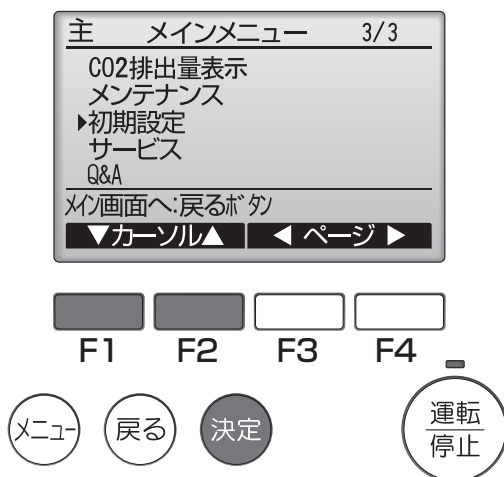 主 メインメニュー 3/3
CO2排出量表示
メンテナンス
▶初期設定
サービス
Q&A
メイン画面へ:戻るボタン
▼カーソル▲ ◀ ページ ▶
F1 F2 F3 F4
メニュー 戻る 決定 運転
停止